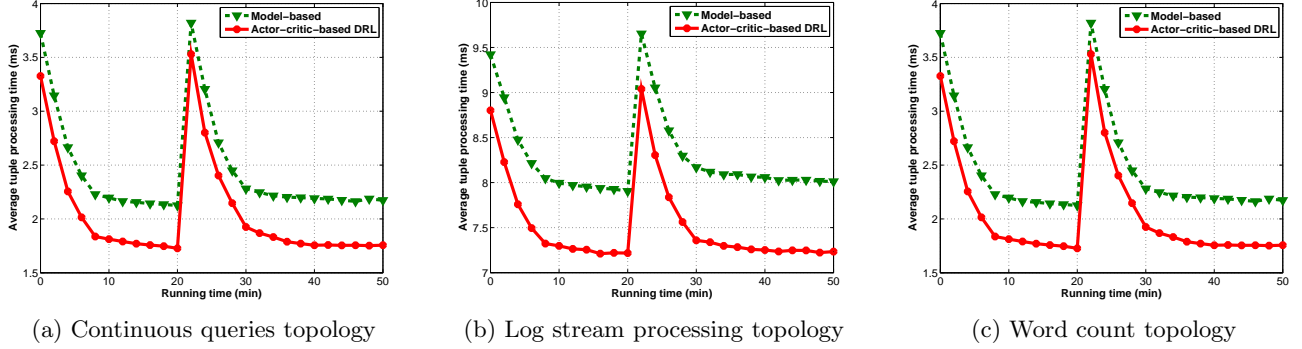 4
3.5
3
2.5
2
1.5
0
10
20
30
40
50
Average tuple processing time (ms)
Running time (min)
Model−based
Actor−critic−based DRL
(a) Continuous queries topology
10
9.5
9
8.5
8
7.5
7
0
10
20
30
40
50
Average tuple processing time (ms)
Running time (min)
Model−based
Actor−critic−based DRL
(b) Log stream processing topology
4
3.5
3
2.5
2
1.5
0
10
20
30
40
50
Average tuple processing time (ms)
Running time (min)
Model−based
Actor−critic−based DRL
(c) Word count topology